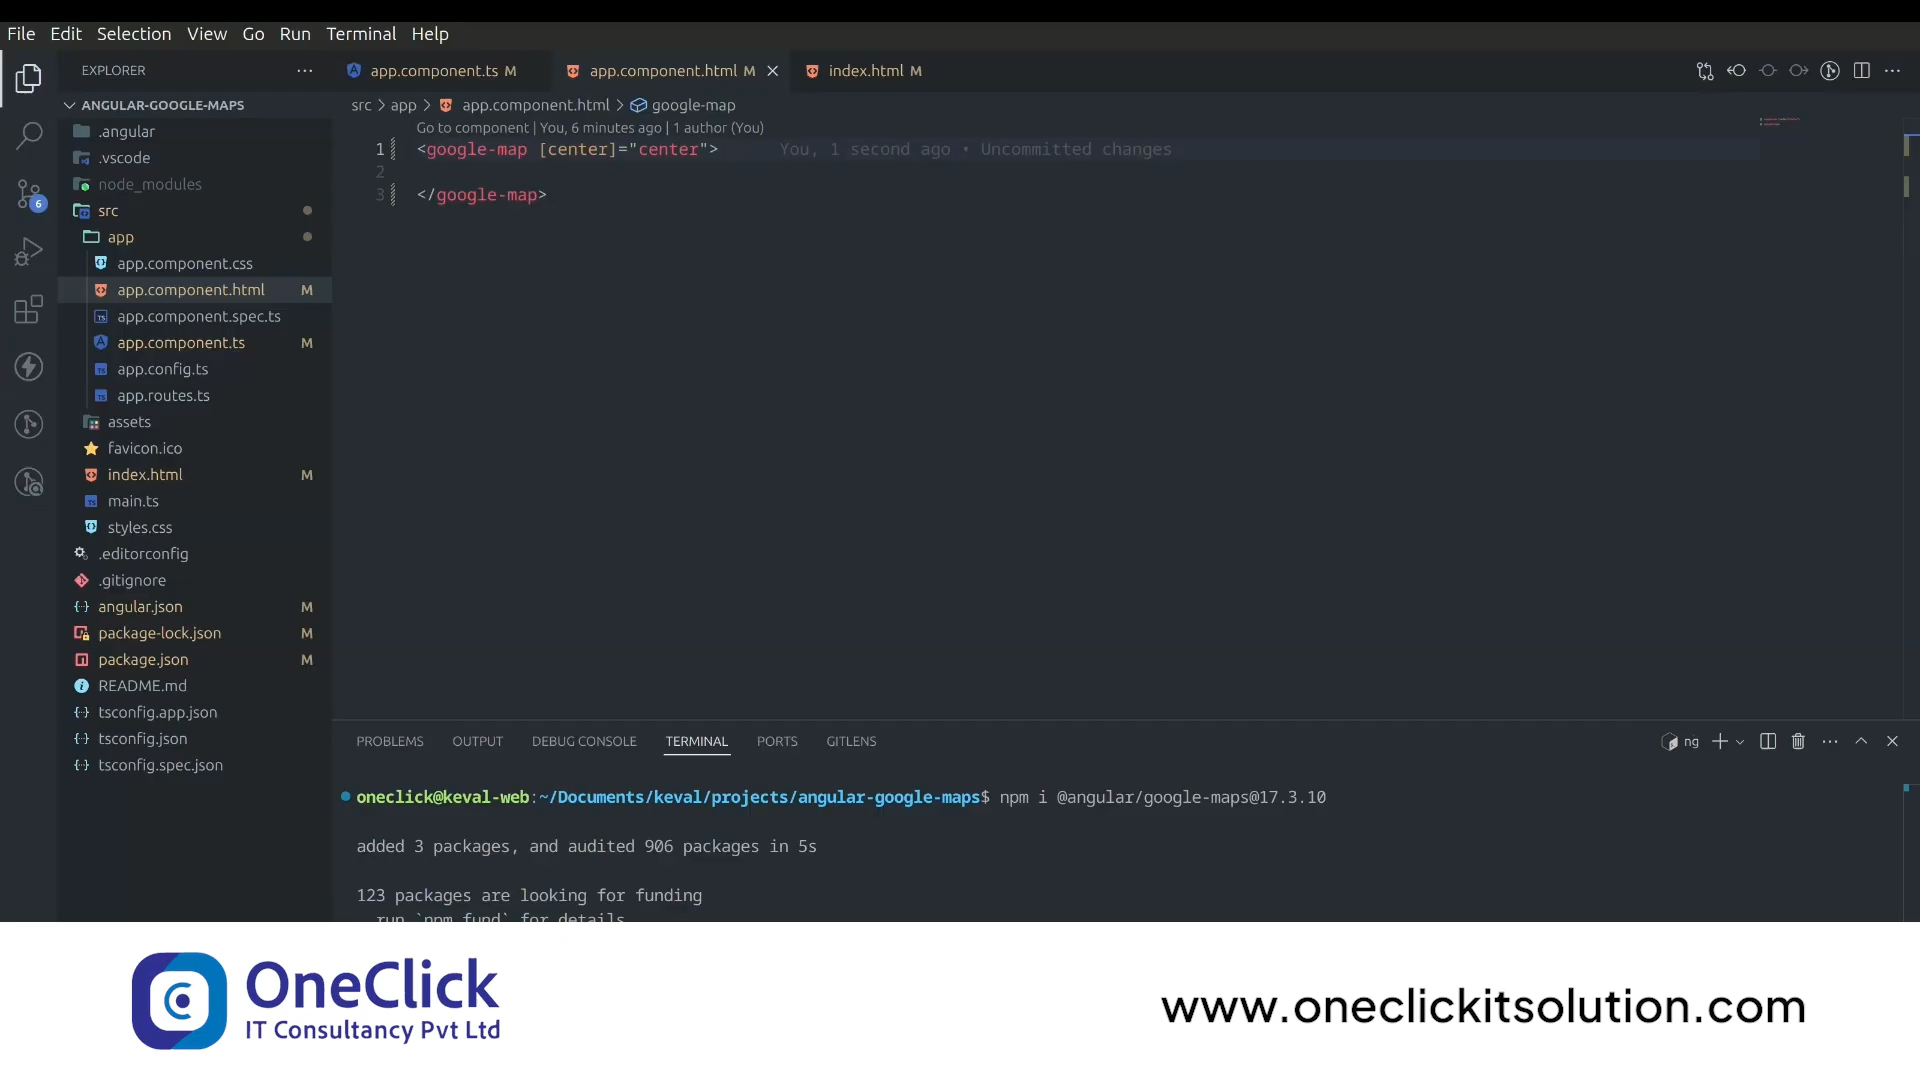 File Edit Selection View Go Run Terminal Help
EXPLORER
app.component.ts M
app.component.html M
index.html M
ANGULAR-GOOGLE-MAPS
.angular
.vscode
node_modules
src
app
app.component.css
app.component.html M
app.component.spec.ts
app.component.ts M
app.config.ts
app.routes.ts
assets
favicon.ico
index.html M
main.ts
styles.css
.editorconfig
.gitignore
angular.json M
package-lock.json M
package.json M
README.md
tsconfig.app.json
tsconfig.json
tsconfig.spec.json
6
src > app > app.component.html > google-map
Go to component | You, 6 minutes ago | 1 author (You)
1 <google-map [center]="center"> You, 1 second ago • Uncommitted changes
2
3 </google-map>
PROBLEMS OUTPUT DEBUG CONSOLE TERMINAL PORTS GITLENS
ng
oneclick@keval-web:~/Documents/keval/projects/angular-google-maps$ npm i @angular/google-maps@17.3.10
added 3 packages, and audited 906 packages in 5s
123 packages are looking for funding
run `npm fund` for details
OneClick
IT Consultancy Pvt Ltd
www.oneclickitsolution.com